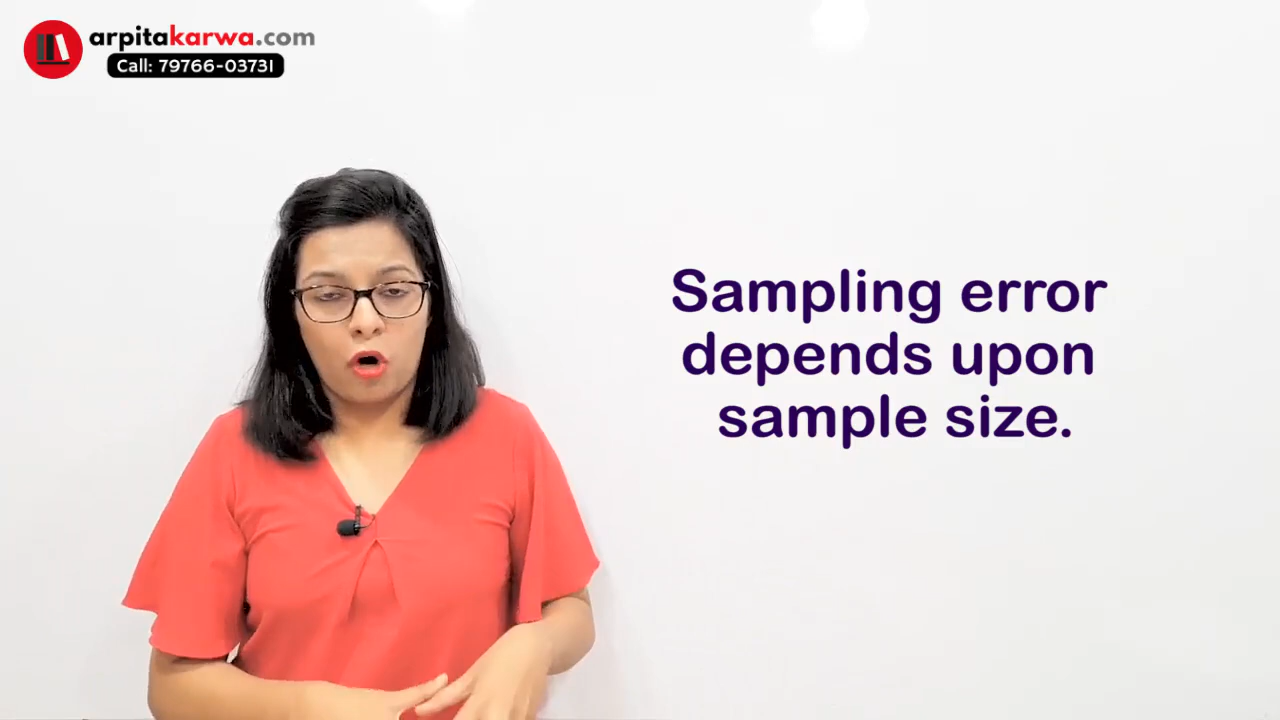 arpitakarwa.com
Call: 79766-03731
Sampling error
depends upon
sample size.